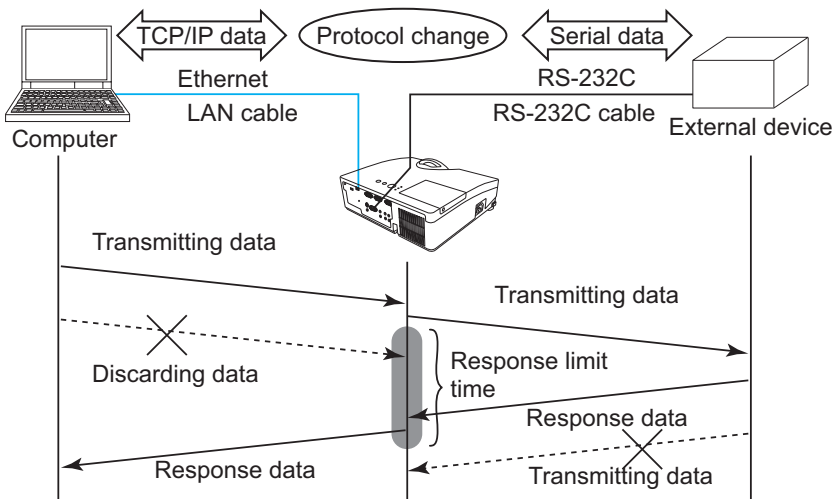 TCP/IP data
Protocol change
Serial data
Ethernet
RS-232C
LAN cable
RS-232C cable
Computer
External device
Transmitting data
Transmitting data
Response limit
time
Discarding data
Response data
Response data
Transmitting data